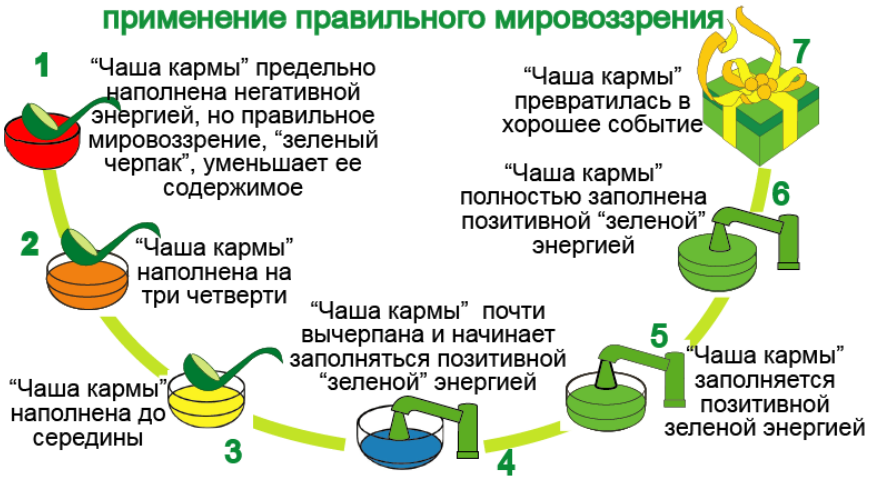 применение правильного мировоззрения
1
“Чаша кармы” предельно
наполнена негативной
энергией, но правильное
мировоззрение, “зеленый
черпак”, уменьшает ее
содержимое
2
“Чаша кармы”
наполнена на
три четверти
“Чаша кармы”
наполнена до
середины
3
“Чаша кармы” почти
вычерпана и начинает
заполняться позитивной
“зеленой” энергией
4
5
“Чаша кармы”
заполняется
позитивной
зеленой энергией
“Чаша кармы”
полностью заполнена
позитивной “зеленой”
энергией
6
“Чаша кармы”
превратилась в
хорошее событие
7